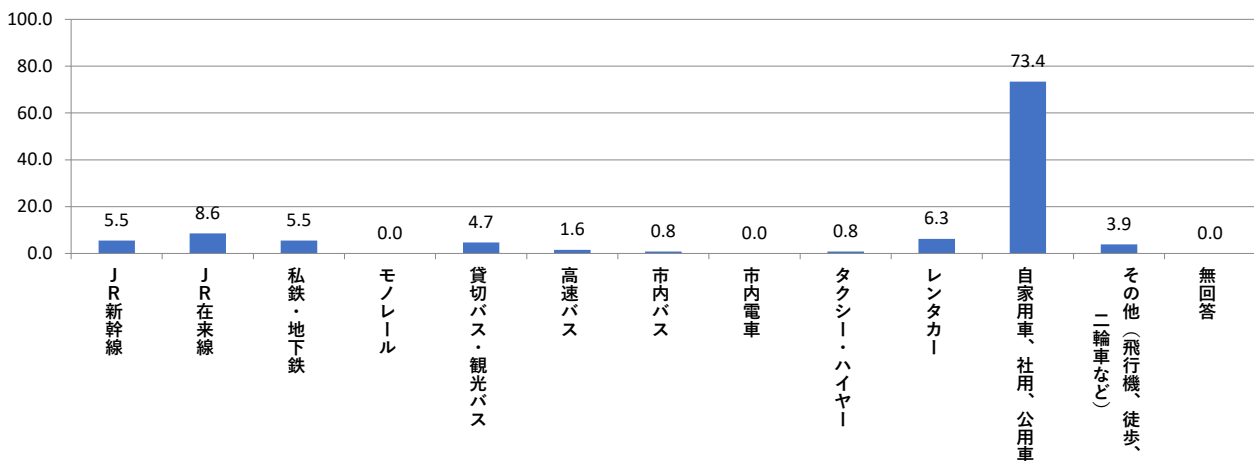 100.0
80.0
60.0
40.0
20.0
0.0
5.5
8.6
5.5
0.0
4.7
1.6
0.8
0.0
0.8
6.3
73.4
3.9
0.0
JR新幹線
JR在来線
私鉄・地下鉄
モノレール
貸切バス・観光バス
高速バス
市内バス
市内電車
タクシー・ハイヤー
レンタカー
自家用車、社用、公用車
その他（飛行機、徒歩、
二輪車など）
無回答